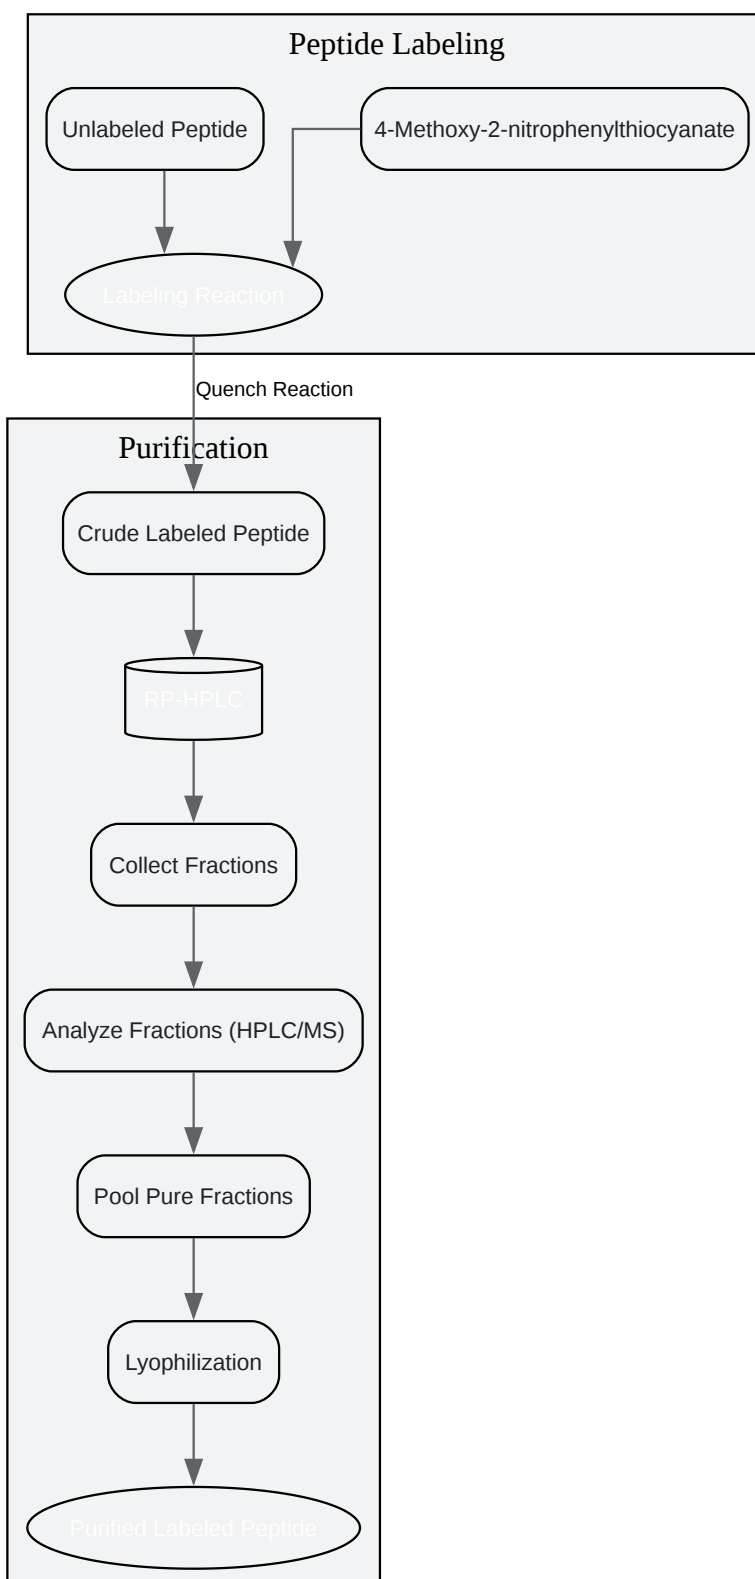 Peptide Labeling
Unlabeled Peptide
4-Methoxy-2-nitrophenylthiocyanate
Labeling Reaction
Quench Reaction
Purification
Crude Labeled Peptide
RP-HPLC
Collect Fractions
Analyze Fractions (HPLC/MS)
Pool Pure Fractions
Lyophilization
Purified Labeled Peptide